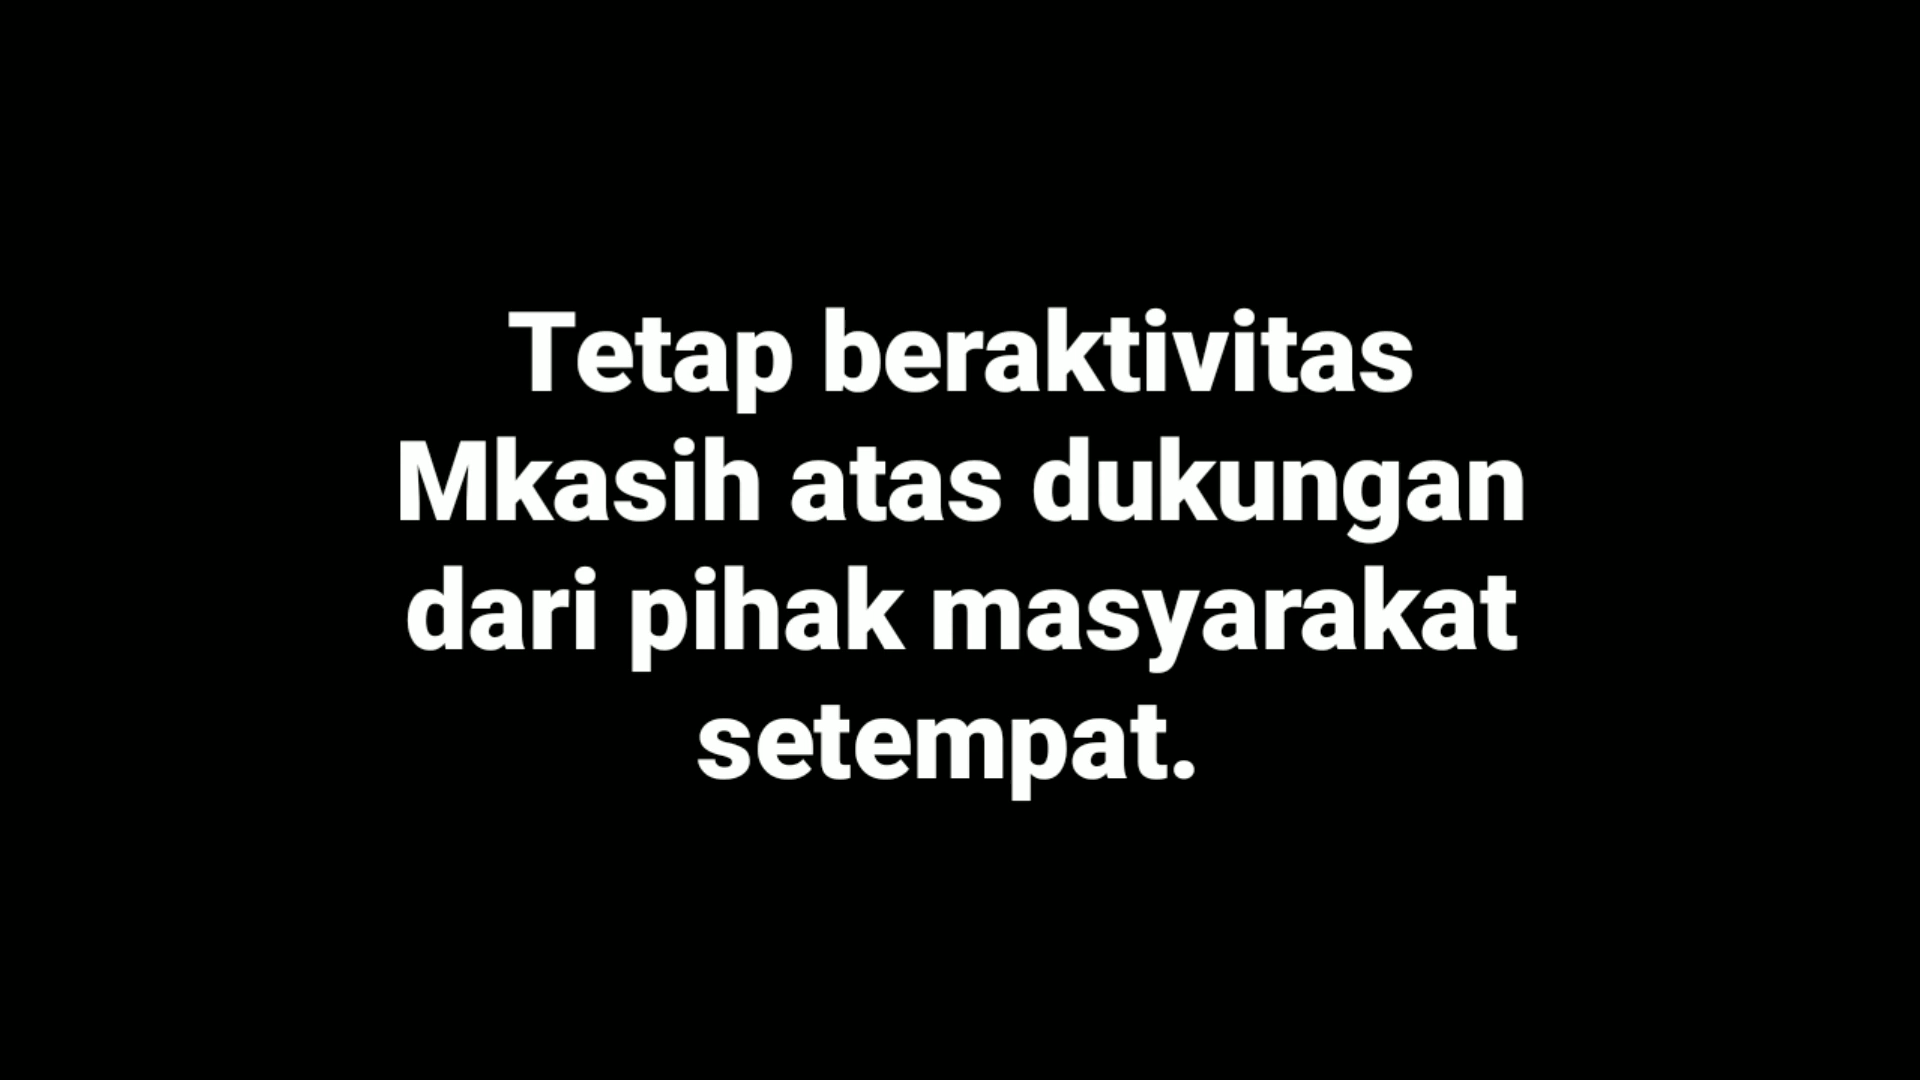 Tetap beraktivitas
Mkasih atas dukungan
dari pihak masyarakat
setempat.